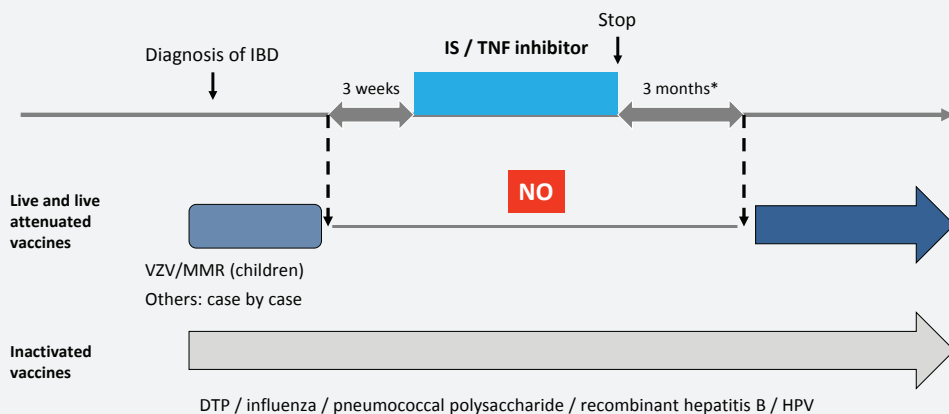 Stop
Diagnosis of IBD
IS / TNF inhibitor
3 weeks
3 months*
NO
Live and live
attenuated
vaccines
VZV/MMR (children)
Others: case by case
Inactivated
vaccines
DTP / influenza / pneumococcal polysaccharide / recombinant hepatitis B / HPV